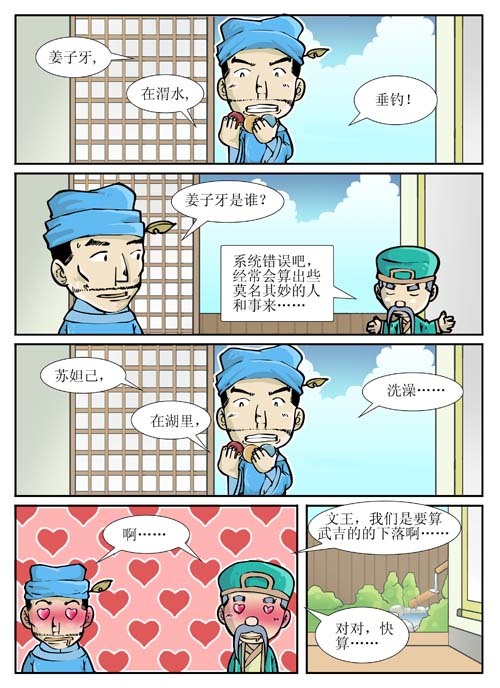 姜子牙,
在渭水,
垂钓！
姜子牙是谁？
系统错误吧，
经常会算出些
莫名其妙的人
和事来……
苏妲己，
在湖里，
洗澡……
啊……
文王，我们是要算
武吉的的下落啊……
对对，快
算……